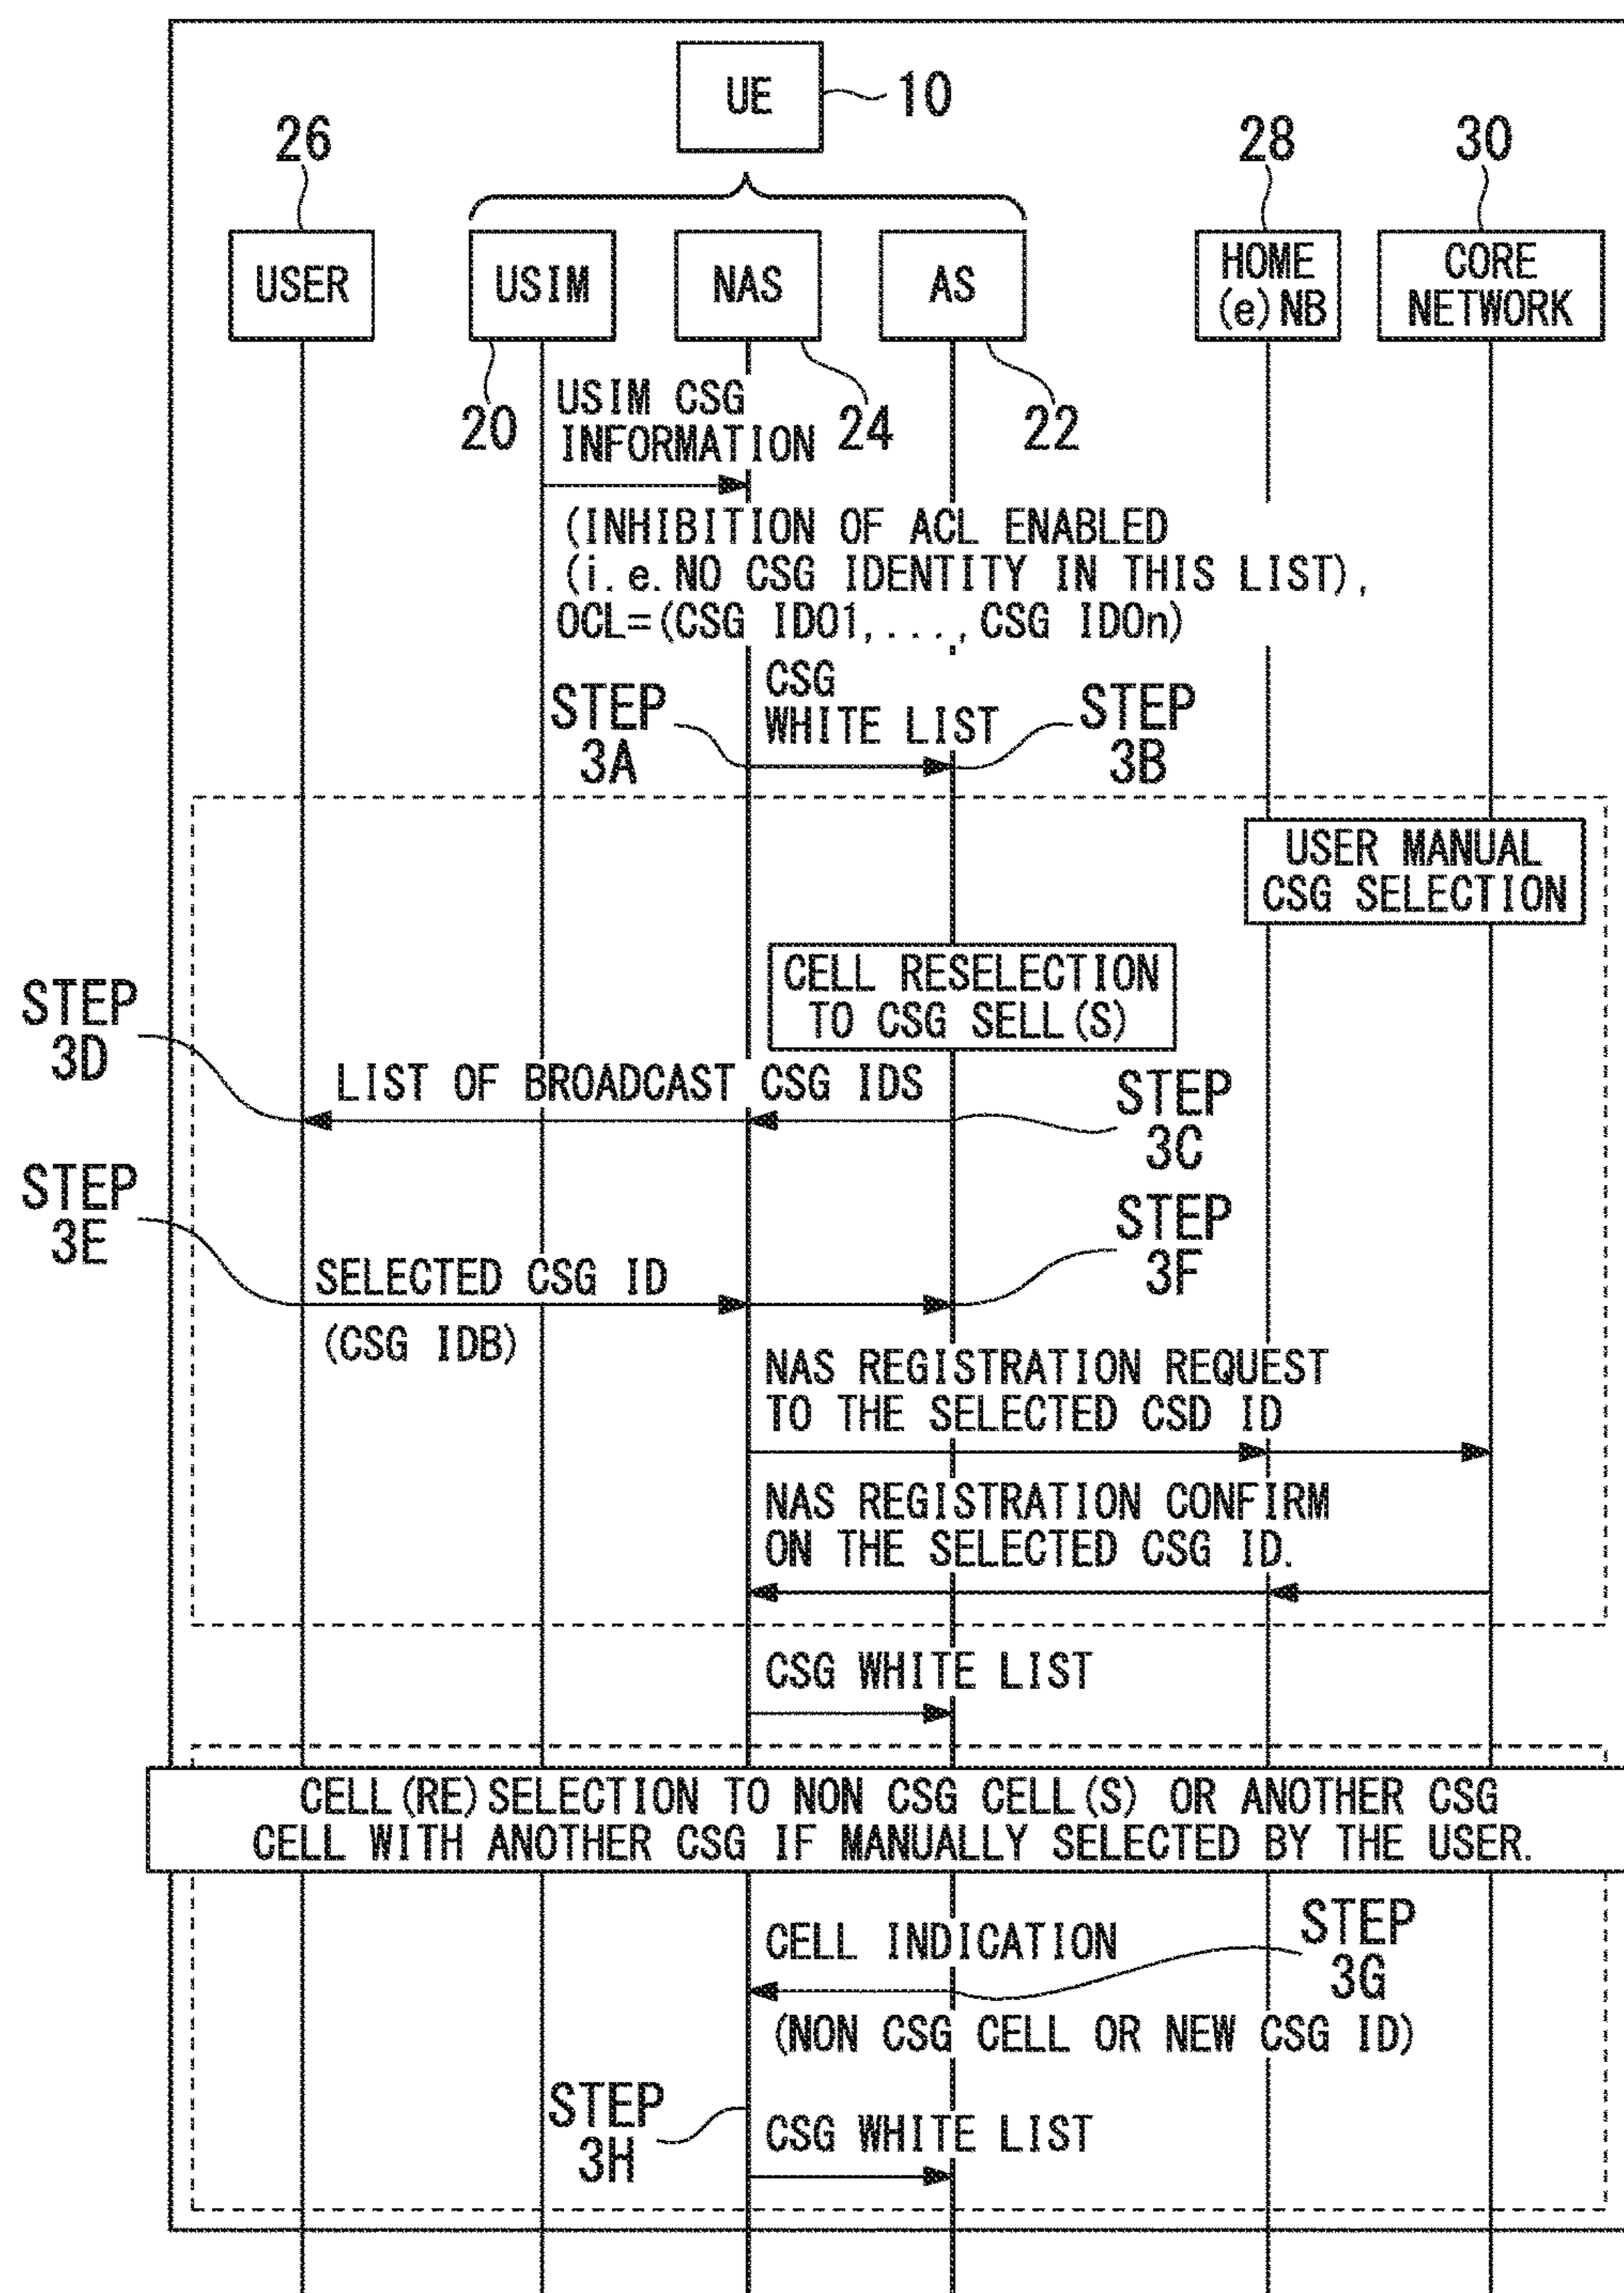 UE
10
26
28
30
USER
USIM
NAS
AS
HOME
(e)NB
CORE
NETWORK
20
24
22
USIM CSG
INFORMATION
(INHIBITION OF ACL ENABLED
(i.e.NO CSG IDENTITY IN THIS LIST),
OCL=(CSG IDO1,...,CSG IDOn)
STEP
3A
CSG
WHITE LIST
STEP
3B
USER MANUAL
CSG SELECTION
CELL RESELECTION
TO CSG SELL(S)
STEP
3D
LIST OF BROADCAST CSG IDS
STEP
3C
STEP
3E
SELECTED CSG ID
(CSG IDB)
STEP
3F
NAS REGISTRATION REQUEST
TO THE SELECTED CSD ID
NAS REGISTRATION CONFIRM
ON THE SELECTED CSG ID.
CSG WHITE LIST
CELL(RE)SELECTION TO NON CSG CELL(S) OR ANOTHER CSG
CELL WITH ANOTHER CSG IF MANUALLY SELECTED BY THE USER.
CELL INDICATION
STEP
3G
(NON CSG CELL OR NEW CSG ID)
STEP
3H
CSG WHITE LIST